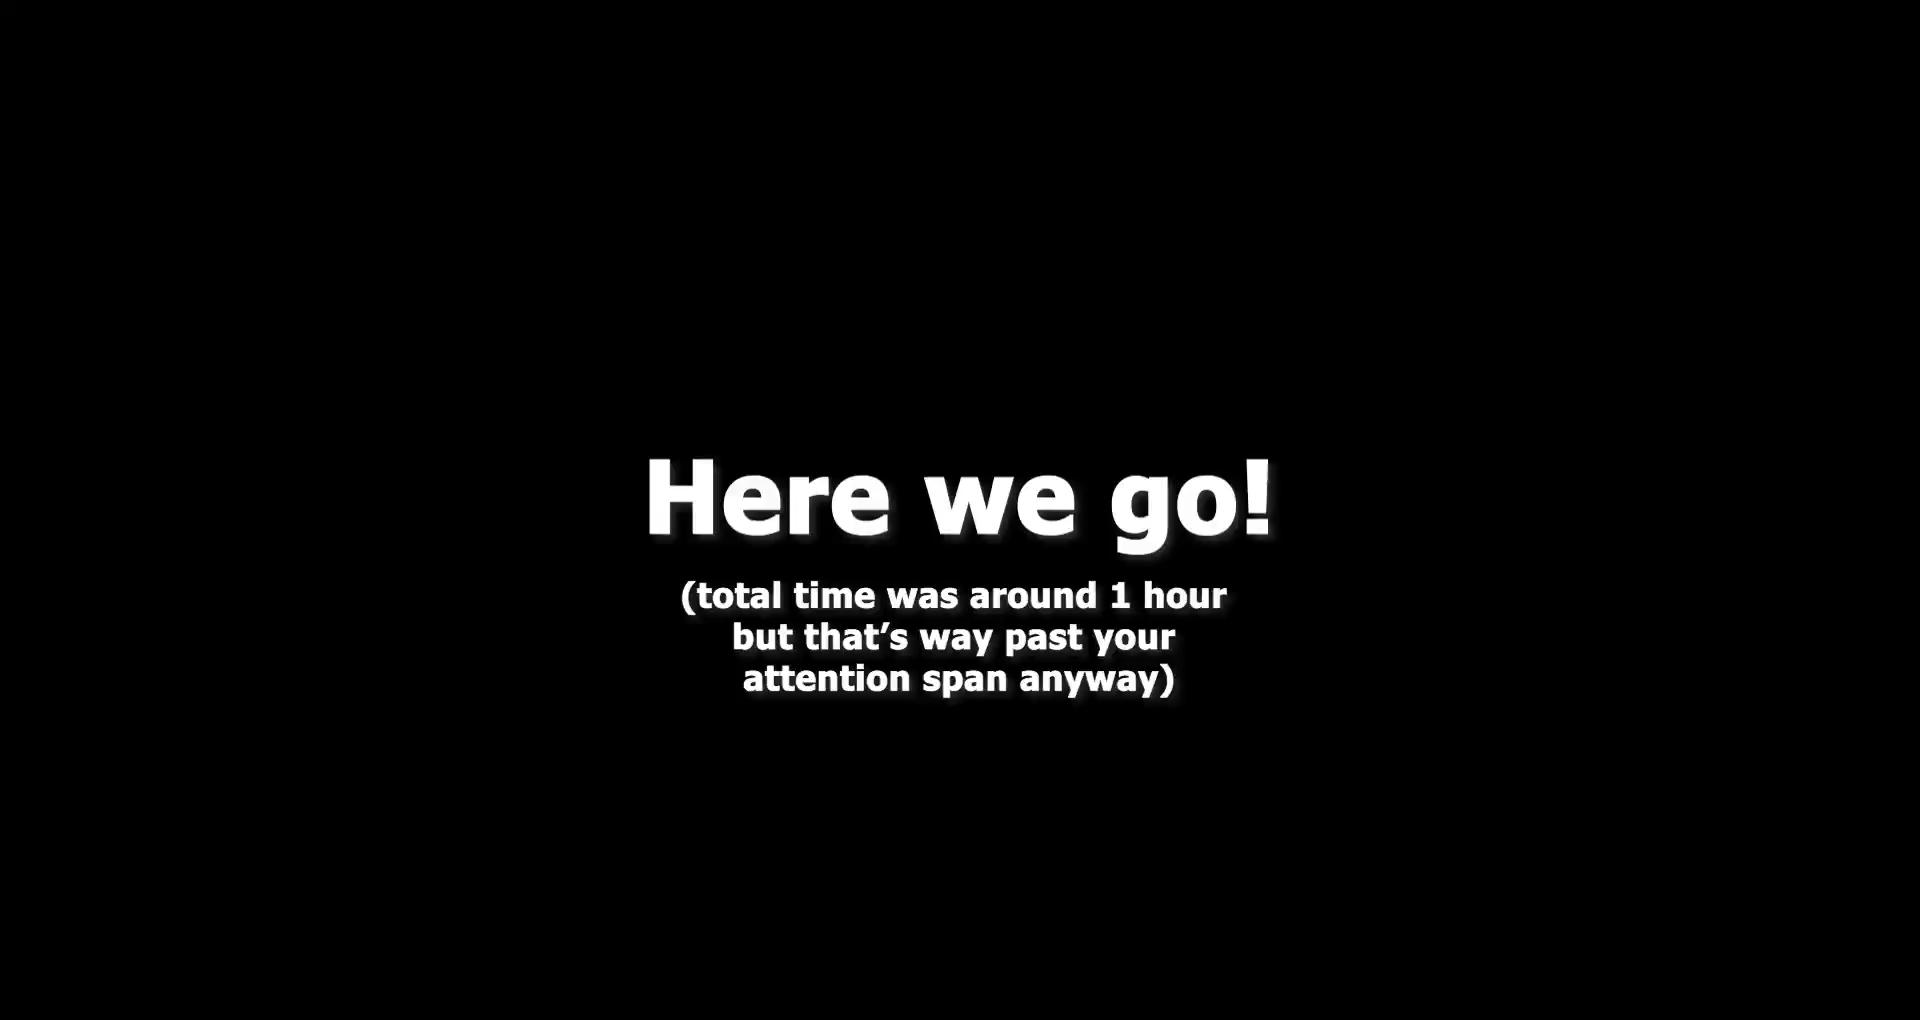 Here we go!
(total time was around 1 hour
but that’s way past your
attention span anyway)